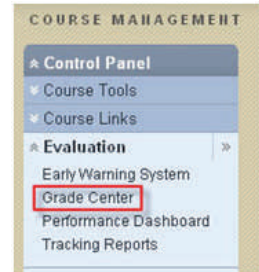 COURSE MANAGEMENT
Control Panel
Course Tools
Course Links
Evaluation »
Early Warning System
Grade Center
Performance Dashboard
Tracking Reports